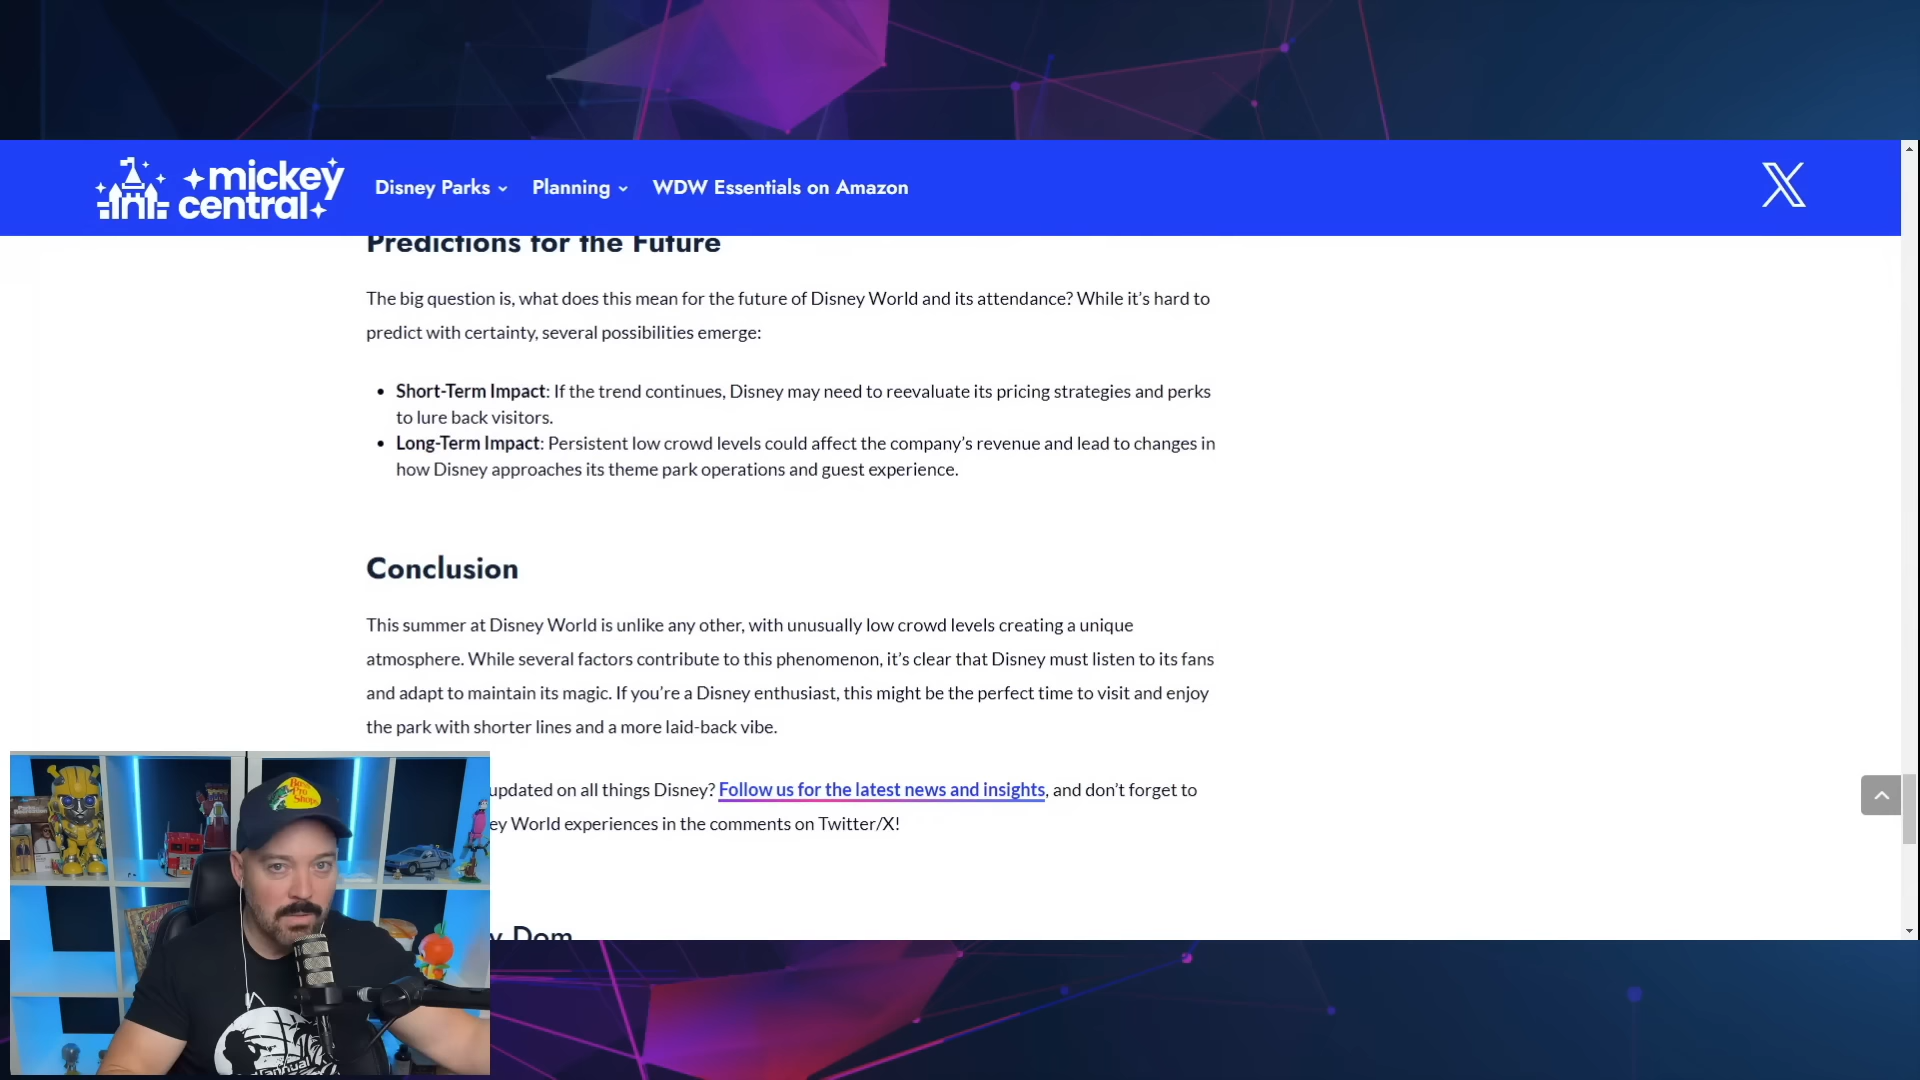 mickey
central
Disney Parks
Planning
WDW Essentials on Amazon
Predictions for the Future
The big question is, what does this mean for the future of Disney World and its attendance? While it's hard to
predict with certainty, several possibilities emerge:
• Short-Term Impact: If the trend continues, Disney may need to reevaluate its pricing strategies and perks
to lure back visitors.
• Long-Term Impact: Persistent low crowd levels could affect the company's revenue and lead to changes in
how Disney approaches its theme park operations and guest experience.
Conclusion
This summer at Disney World is unlike any other, with unusually low crowd levels creating a unique
atmosphere. While several factors contribute to this phenomenon, it's clear that Disney must listen to its fans
and adapt to maintain its magic. If you're a Disney enthusiast, this might be the perfect time to visit and enjoy
the park with shorter lines and a more laid-back vibe.
updated on all things Disney? Follow us for the latest news and insights, and don't forget to
ey World experiences in the comments on Twitter/X!
y Dom
Bass
Pro
Shops